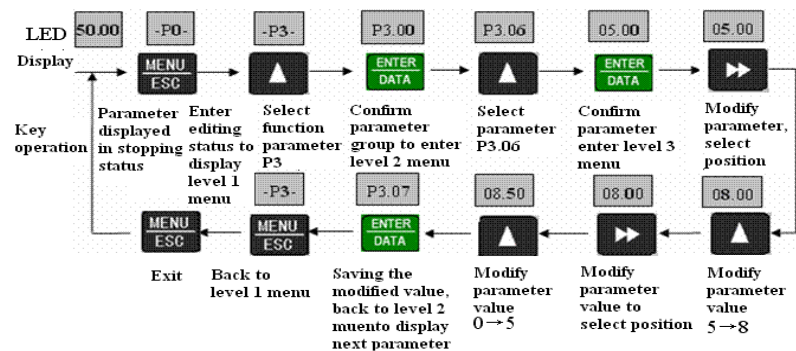 LED
Display
50.00
-P0-
-P3-
P3.00
P3.06
05.00
05.00
MENU
ESC
ENTER
DATA
ENTER
DATA
Key
operation
Parameter
displayed
in stopping
status
Enter
editing
status to
display
level 1
menu
Select
function
parameter
P3
Confirm
parameter
group to enter
level 2 menu
Select
parameter
P3.06
Confirm
parameter
enter level 3
menu
Modify
parameter,
select
position
-P3-
P3.07
08.50
08.00
08.00
MENU
ESC
MENU
ESC
ENTER
DATA
Exit
Back to
level 1 menu
Saving the
modified value,
back to level 2
muento display
next parameter
Modify
parameter
value
0→5
Modify
parameter
value to
select position
Modify
parameter
value
5→8